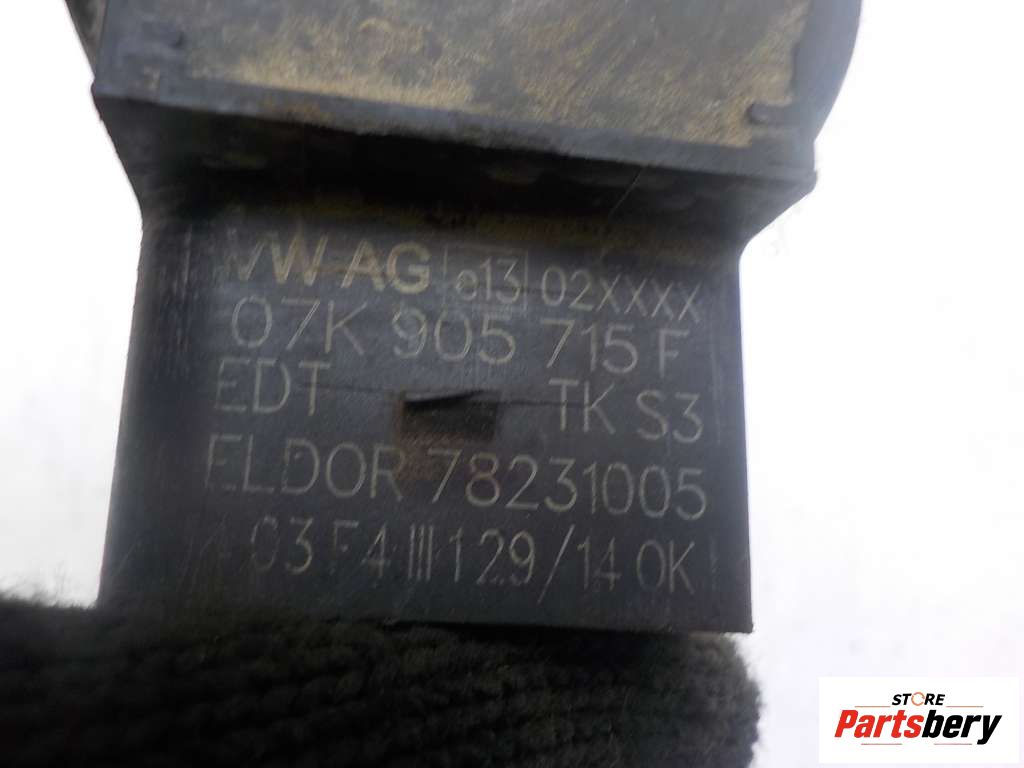 VW AG e13 02XXXX
07K 905 715 F
EDT TK S3
ELDOR 78231005
03 F4 III 129/14 OK
STORE
Partsbery